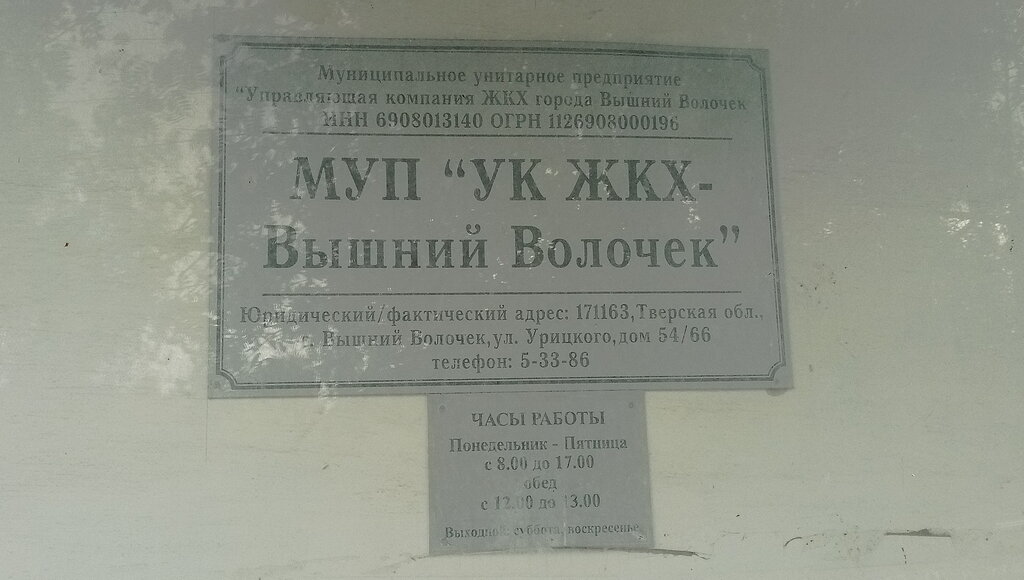 Муниципальное унитарное предприятие
“Управляющая компания ЖКХ города Вышний Волочек
ИНН 6908013140 ОГРН 1126908000196
МУП “УК ЖКХ-
Вышний Волочек”
Юридический/фактический адрес: 171163,Тверская обл.,
г. Вышний Волочек,ул. Урицкого,дом 54/66
телефон: 5-33-86
ЧАСЫ РАБОТЫ
Понедельник - Пятница
с 8.00 до 17.00
обед
с 12.00 до 13.00
Выходной: суббота, воскресенье